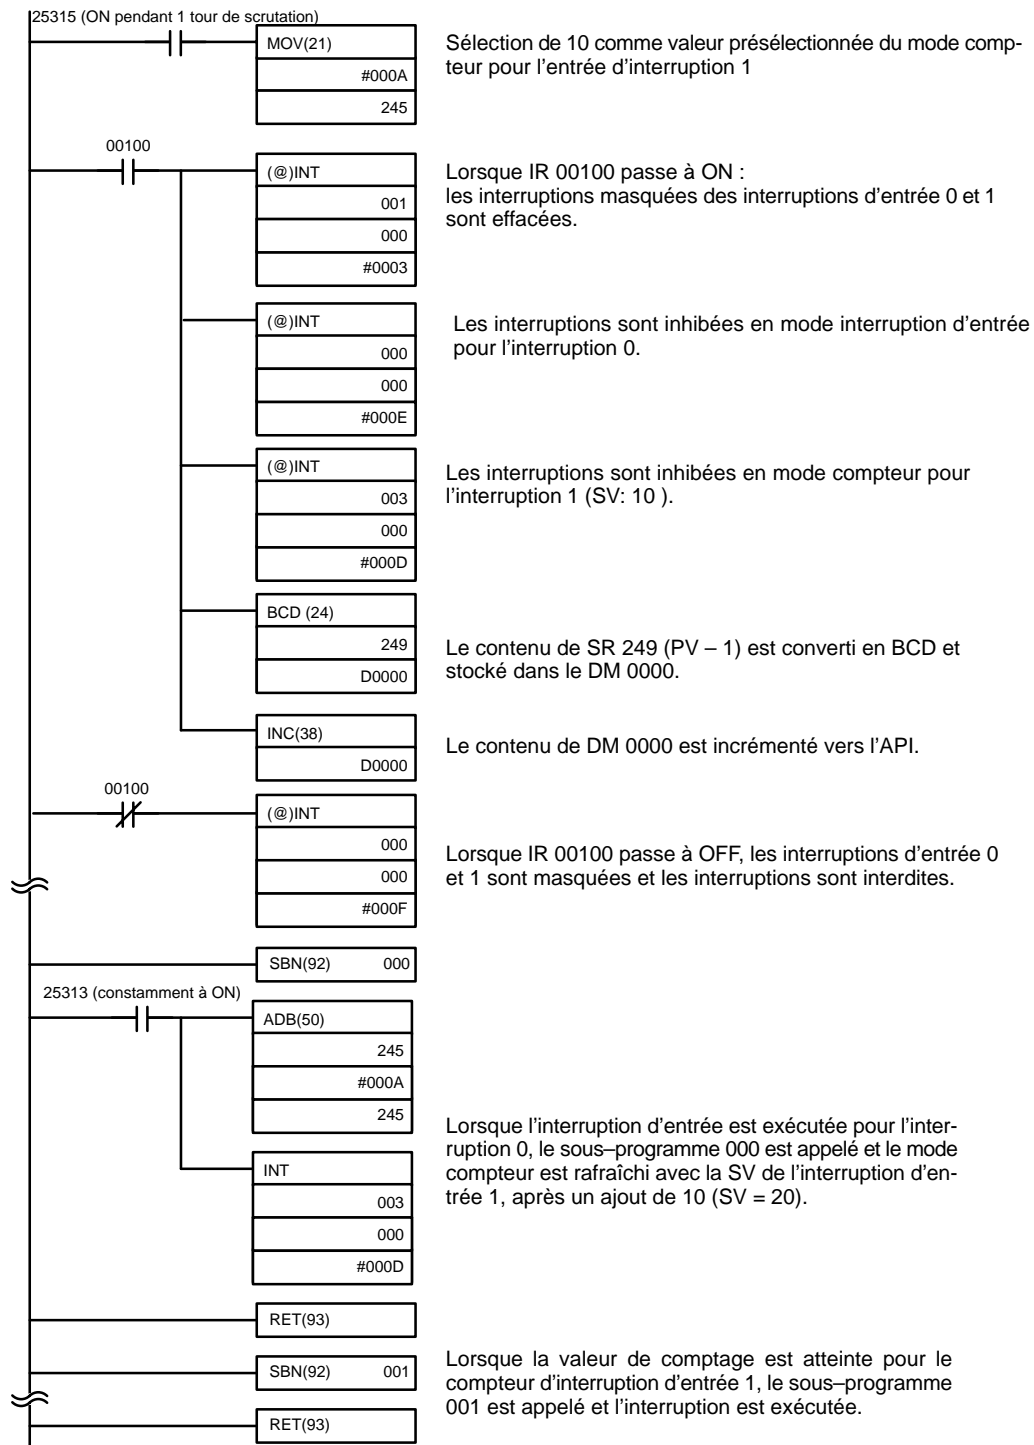 25315 (ON pendant 1 tour de scrutation)
MOV(21)
#000A
245
Sélection de 10 comme valeur présélectionnée du mode comp-
teur pour l'entrée d'interruption 1
00100
(@)INT
001
000
#0003
Lorsque IR 00100 passe à ON :
les interruptions masquées des interruptions d'entrée 0 et 1
sont effacées.
(@)INT
000
000
#000E
Les interruptions sont inhibées en mode interruption d'entrée
pour l'interruption 0.
(@)INT
003
000
#000D
Les interruptions sont inhibées en mode compteur pour
l'interruption 1 (SV: 10 ).
BCD (24)
249
D0000
Le contenu de SR 249 (PV – 1) est converti en BCD et
stocké dans le DM 0000.
INC(38)
D0000
Le contenu de DM 0000 est incrémenté vers l'API.
00100
(@)INT
000
000
#000F
Lorsque IR 00100 passe à OFF, les interruptions d'entrée 0
et 1 sont masquées et les interruptions sont interdites.
SBN(92) 000
25313 (constamment à ON)
ADB(50)
245
#000A
245
INT
003
000
#000D
Lorsque l'interruption d'entrée est exécutée pour l'inter-
ruption 0, le sous–programme 000 est appelé et le mode
compteur est rafraîchi avec la SV de l'interruption d'en-
trée 1, après un ajout de 10 (SV = 20).
RET(93)
SBN(92) 001
RET(93)
Lorsque la valeur de comptage est atteinte pour le
compteur d'interruption d'entrée 1, le sous–programme
001 est appelé et l'interruption est exécutée.